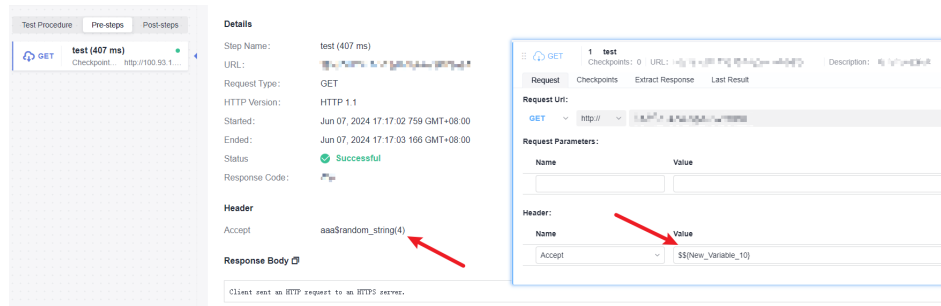 Test Procedure
Pre-steps
Post-steps
GET
test (407 ms)
Checkpoint... http://100.93.1....
Details
Step Name: test (407 ms)
URL:
Request Type: GET
HTTP Version: HTTP 1.1
Started: Jun 07, 2024 17:17:02 759 GMT+08:00
Ended: Jun 07, 2024 17:17:03 166 GMT+08:00
Status Successful
Response Code:
Header
Accept aaa$random_string(4)
Response Body
Client sent an HTTP request to an HTTPS server.
GET
1 test
Checkpoints: 0 URL: Description:
Request Checkpoints Extract Response Last Result
Request Url:
GET http://
Request Parameters:
Name Value
Header:
Name Value
Accept $${New_Variable_10}